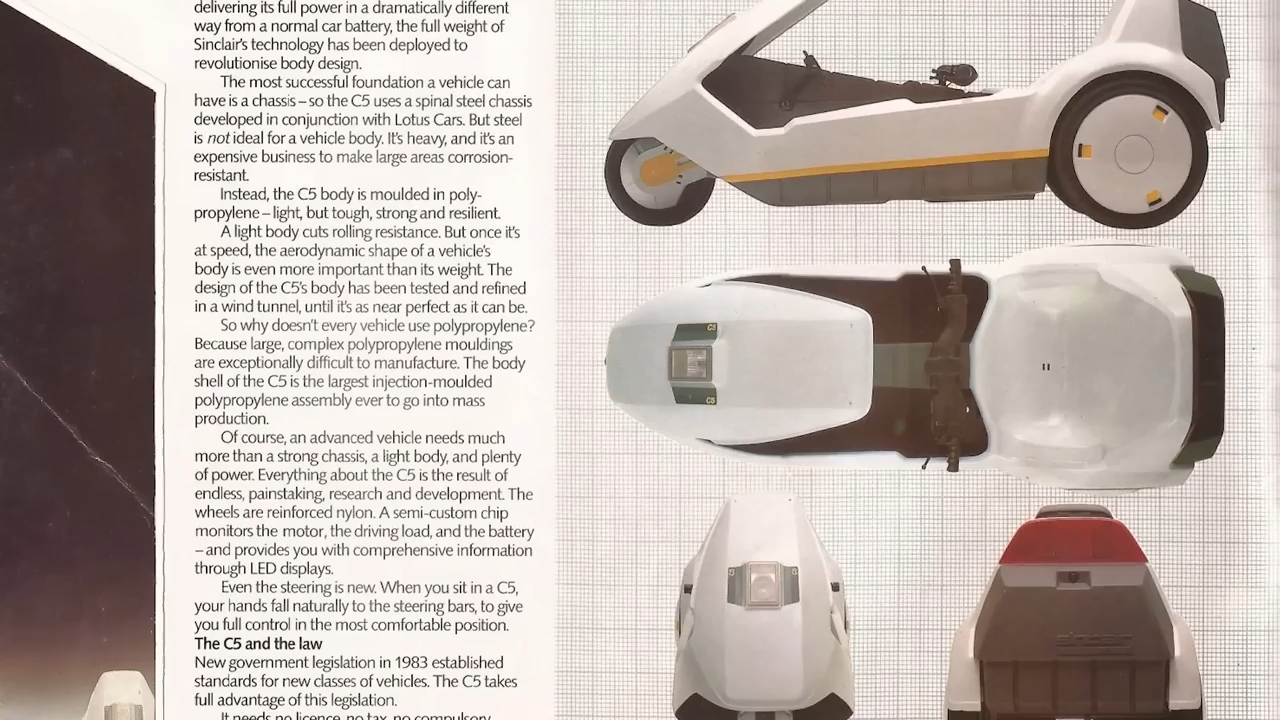 delivering its full power in a dramatically different
way from a normal car battery, the full weight of
Sinclair's technology has been deployed to
revolutionise body design.
The most successful foundation a vehicle can
have is a chassis – so the C5 uses a spinal steel chassis
developed in conjunction with Lotus Cars. But steel
is not ideal for a vehicle body. It's heavy, and it's an
expensive business to make large areas corrosion-
resistant.
Instead, the C5 body is moulded in poly-
propylene – light, but tough, strong and resilient.
A light body cuts rolling resistance. But once it's
at speed, the aerodynamic shape of a vehicle's
body is even more important than its weight. The
design of the C5's body has been tested and refined
in a wind tunnel, until it's as near perfect as it can be.
So why doesn't every vehicle use polypropylene?
Because large, complex polypropylene mouldings
are exceptionally difficult to manufacture. The body
shell of the C5 is the largest injection-moulded
polypropylene assembly ever to go into mass
production.
Of course, an advanced vehicle needs much
more than a strong chassis, a light body, and plenty
of power. Everything about the C5 is the result of
endless, painstaking, research and development. The
wheels are reinforced nylon. A semi-custom chip
monitors the motor, the driving load, and the battery
– and provides you with comprehensive information
through LED displays.
Even the steering is new. When you sit in a C5,
your hands fall naturally to the steering bars, to give
you full control in the most comfortable position.
The C5 and the law
New government legislation in 1983 established
standards for new classes of vehicles. The C5 takes
full advantage of this legislation.
It needs no licence, no tax, no compulsory
C5
C5
sinclair